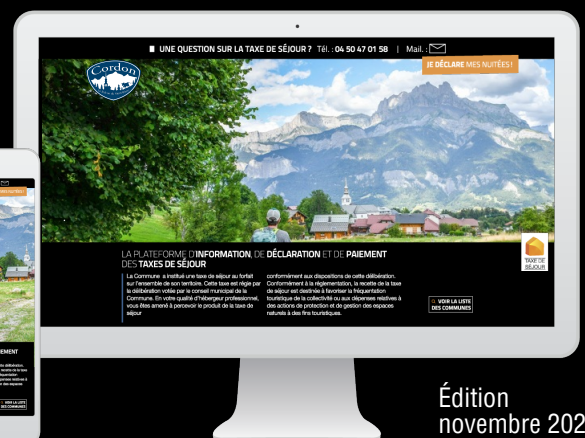 UNE QUESTION SUR LA TAXE DE SÉJOUR ? Tél. : 04 50 47 01 58 | Mail. :
JE DÉCLARE MES NUITÉES !
Cordon
LA PLATEFORME D'INFORMATION, DE DÉCLARATION ET DE PAIEMENT
DES TAXES DE SÉJOUR
La Commune a institué une taxe de séjour au forfait
sur l'ensemble de son territoire. Cette taxe est régie par
la délibération votée par le conseil municipal de la
Commune. En votre qualité d'hébergeur professionnel,
vous êtes amené à percevoir le produit de la taxe de
séjour
conformément aux dispositions de cette délibération.
Conformément à la réglementation, la recette de la taxe
de séjour est destinée à favoriser la fréquentation
touristique de la collectivité ou aux dépenses relatives à
des actions de protection et de gestion des espaces
naturels à des fins touristiques.
TAXE DE
SÉJOUR
VOIR LA LISTE
DES COMMUNES
VOIR LA LISTE
DES COMMUNES
Édition
novembre 202